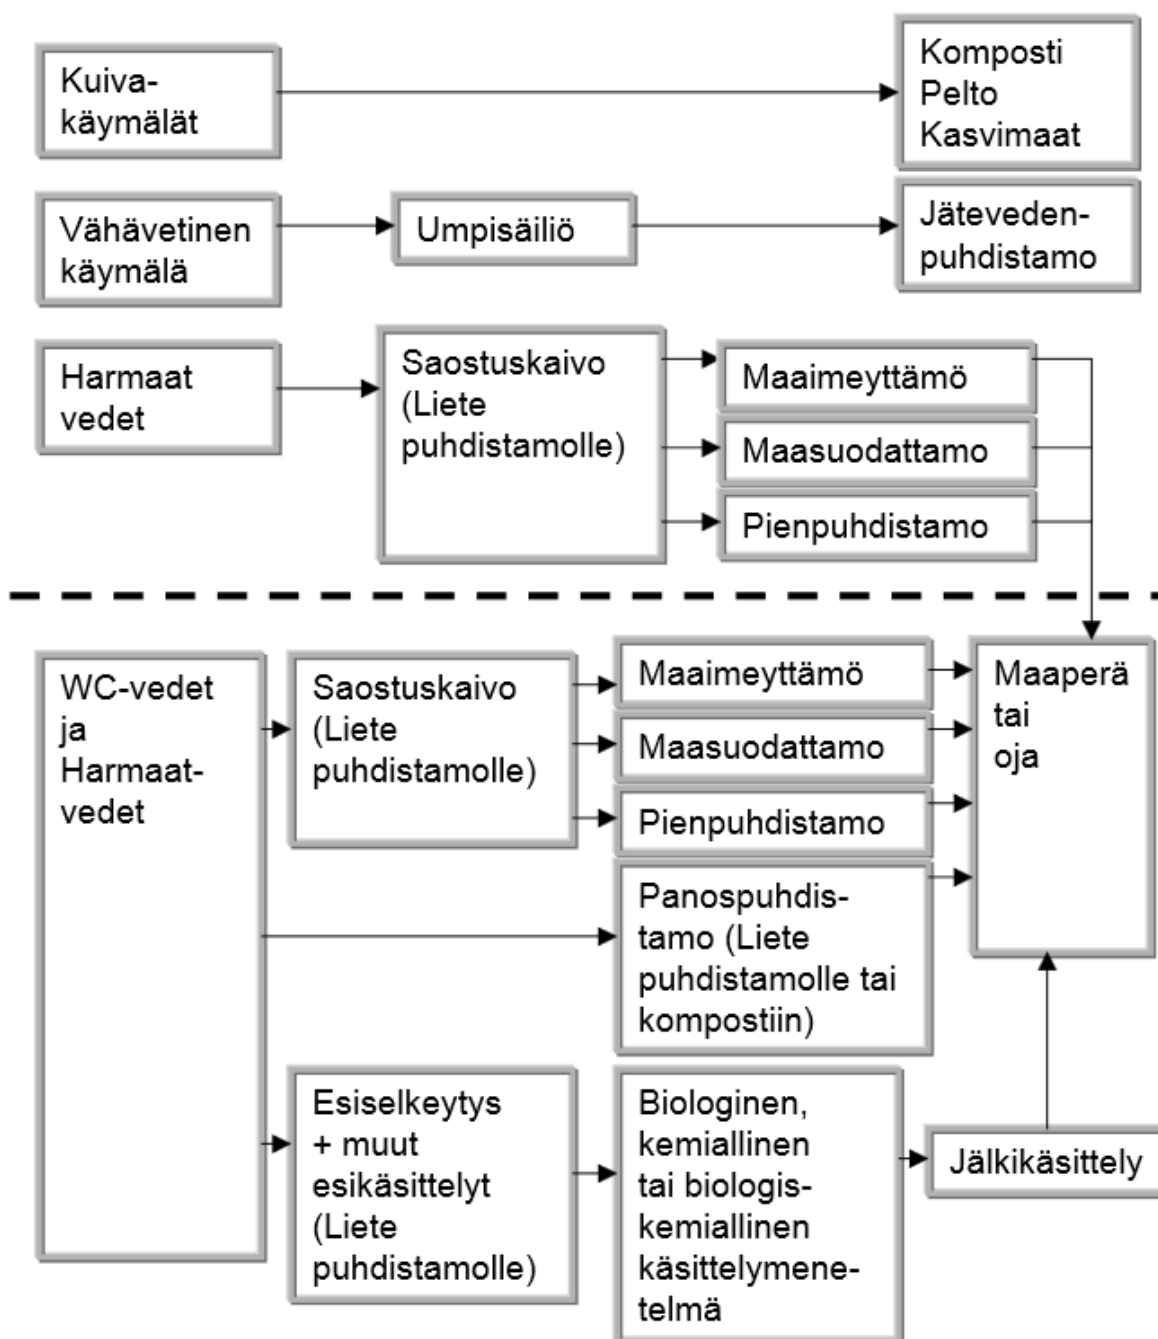 Kuiva-
käymälät
Komposti
Pelto
Kasvimaat
Vähävetinen
käymälä
Umpisäiliö
Jäteveden-
puhdistamo
Harmaat
vedet
Saostuskaivo
(Liete
puhdistamolle)
Maaimeyttämö
Maasuodattamo
Pienpuhdistamo
WC-vedet
ja
Harmaat-
vedet
Saostuskaivo
(Liete
puhdistamolle)
Maaimeyttämö
Maasuodattamo
Pienpuhdistamo
Panospuhdis-
tamo (Liete
puhdistamolle tai
kompostiin)
Maaperä
tai
oja
Esiselkeytys
+ muut
esikäsittelyt
(Liete
puhdistamolle)
Biologinen,
kemiallinen
tai biologis-
kemiallinen
käsittelymene-
telmä
Jälkikäsittely